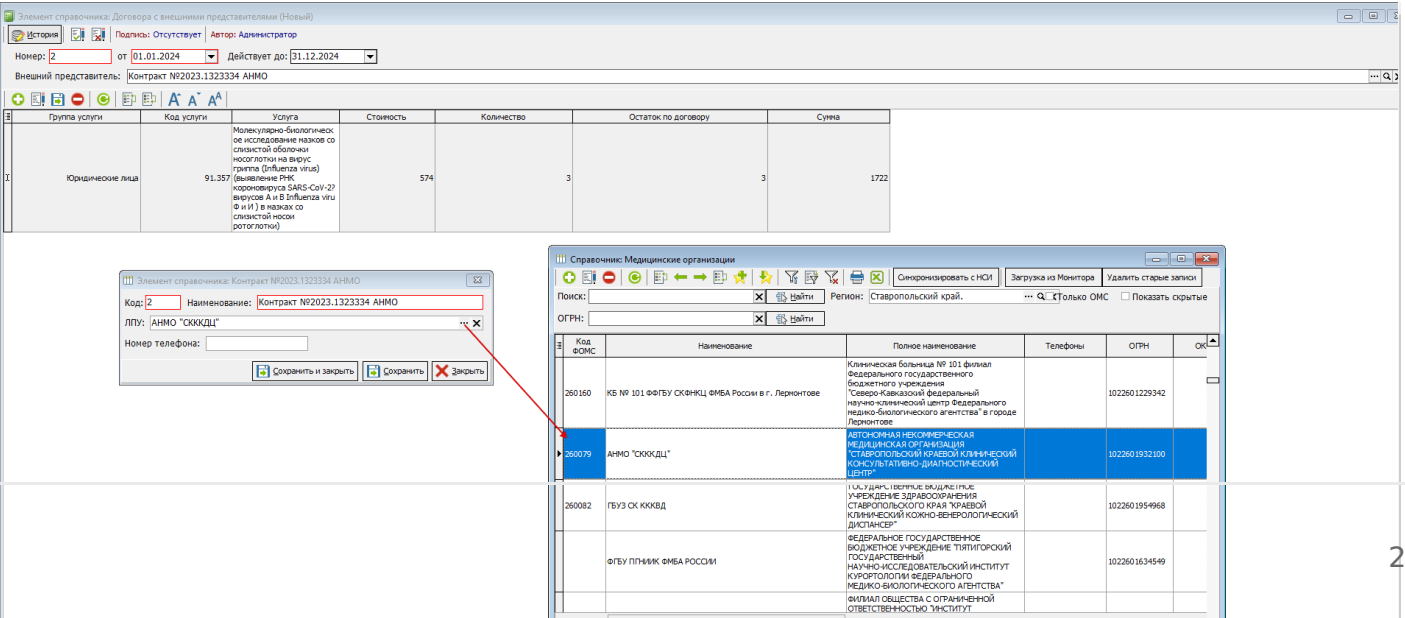 Элемент справочника: Договора с внешними представителями (Новый)
История Подпись: Отсутствует Автор: Администратор
Номер: 2 от 01.01.2024 Действует до: 31.12.2024
Внешний представитель: Контракт №2023.1323334 АНМО
Группа услуги Код услуги Услуга Стоимость Количество Остаток по договору Сумма
Юридические лица 91.357
Молекулярно-биологическ
ое исследование мазков со
слизистой оболочки
носоглотки на вирус
гриппа (Influenza virus)
(выявление РНК
короновируса SARS-CoV-2?
вирусов А и В Influenza viru
Ф и И ) в мазках со
слизистой носои
ротоглотки)
574 3 3 1722
Элемент справочника: Контракт №2023.1323334 АНМО
Код: 2 Наименование: Контракт №2023.1323334 АНМО
ЛПУ: АНМО "СКККДЦ"
Номер телефона:
Сохранить и закрыть Сохранить Закрыть
Справочник: Медицинские организации
Синхронизировать с НСИ Загрузка из Монитора Удалить старые записи
Поиск: Найти Регион: Ставропольский край. Только ОМС Показать скрытые
ОГРН: Найти
Код
ФОМС
Наименование Полное наименование Телефоны ОГРН ОК
260160 КБ № 101 ФФГБУ СКФНКЦ ФМБА России в г. Лермонтове
Клиническая больница № 101 филиал
Федерального государственного
бюджетного учреждения
"Северо-Кавказский федеральный
научно-клинический центр Федерального
медико-биологического агентства" в городе
Лермонтове
1022601229342
260079 АНМО "СКККДЦ"
АВТОНОМНАЯ НЕКОММЕРЧЕСКАЯ
МЕДИЦИНСКАЯ ОРГАНИЗАЦИЯ
"СТАВРОПОЛЬСКИЙ КРАЕВОЙ КЛИНИЧЕСКИЙ
КОНСУЛЬТАТИВНО-ДИАГНОСТИЧЕСКИЙ
ЦЕНТР"
1022601932100
260082 ГБУЗ СК КККВД
ГОСУДАРСТВЕННОЕ БЮДЖЕТНОЕ
УЧРЕЖДЕНИЕ ЗДРАВООХРАНЕНИЯ
СТАВРОПОЛЬСКОГО КРАЯ "КРАЕВОЙ
КЛИНИЧЕСКИЙ КОЖНО-ВЕНЕРОЛОГИЧЕСКИЙ
ДИСПАНСЕР"
1022601954968
ФГБУ ПГНИИК ФМБА РОССИИ
ФЕДЕРАЛЬНОЕ ГОСУДАРСТВЕННОЕ
БЮДЖЕТНОЕ УЧРЕЖДЕНИЕ "ПЯТИГОРСКИЙ
ГОСУДАРСТВЕННЫЙ
НАУЧНО-ИССЛЕДОВАТЕЛЬСКИЙ ИНСТИТУТ
КУРОРТОЛОГИИ ФЕДЕРАЛЬНОГО
МЕДИКО-БИОЛОГИЧЕСКОГО АГЕНТСТВА"
1022601634549
ФИЛИАЛ ОБЩЕСТВА С ОГРАНИЧЕННОЙ
ОТВЕТСТВЕННОСТЬЮ "ИНСТИТУТ
2